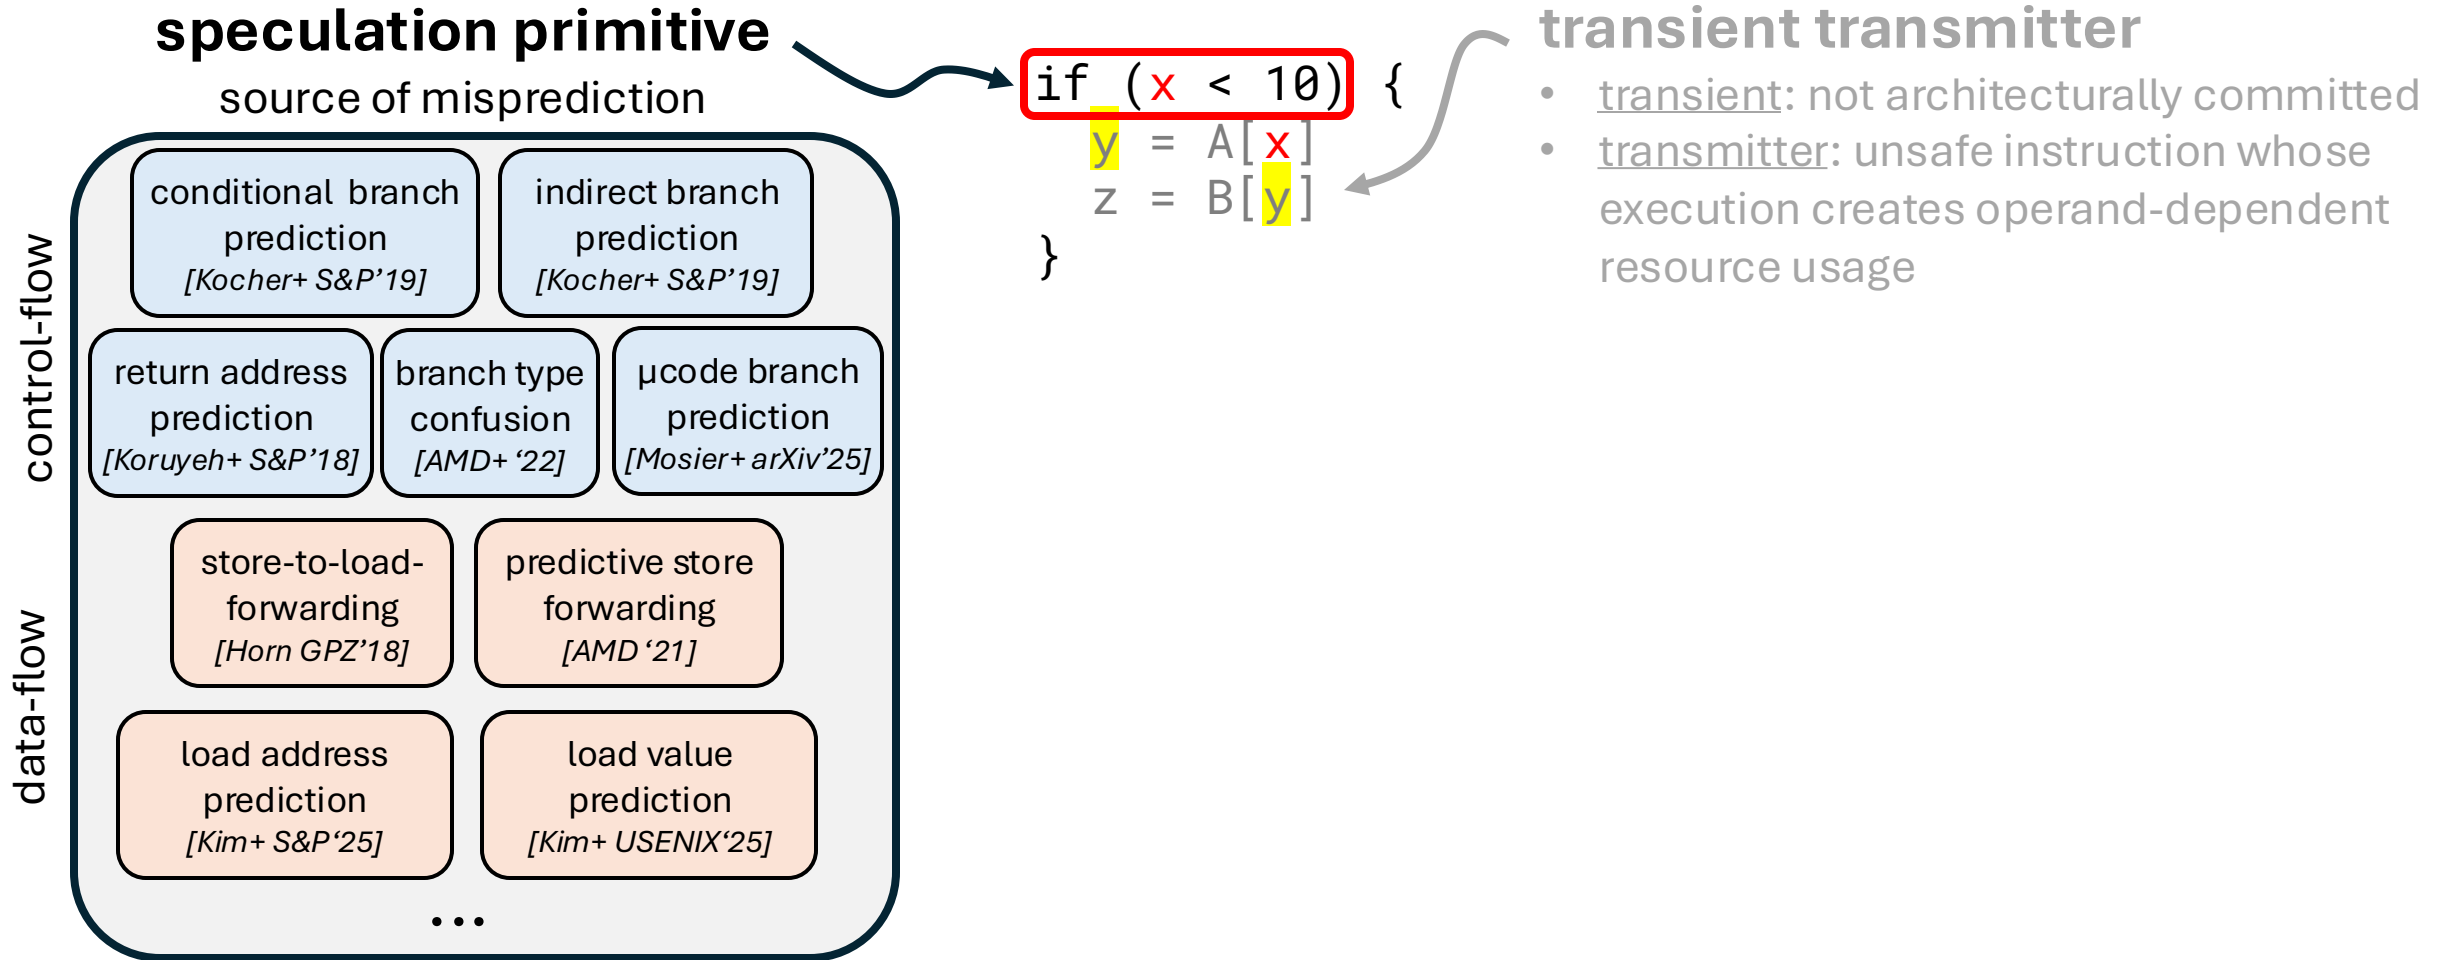 speculation primitive
source of misprediction
control-flow
conditional branch
prediction
[Kocher+ S&P’19]
indirect branch
prediction
[Kocher+ S&P’19]
return address
prediction
[Koruyeh+ S&P’18]
branch type
confusion
[AMD+ ‘22]
µcode branch
prediction
[Mosier+ arXiv’25]
data-flow
store-to-load-
forwarding
[Horn GPZ’18]
predictive store
forwarding
[AMD ‘21]
load address
prediction
[Kim+ S&P‘25]
load value
prediction
[Kim+ USENIX‘25]
...
if (x < 10) {
y = A[x]
z = B[y]
}
transient transmitter
• transient: not architecturally committed
• transmitter: unsafe instruction whose
execution creates operand-dependent
resource usage